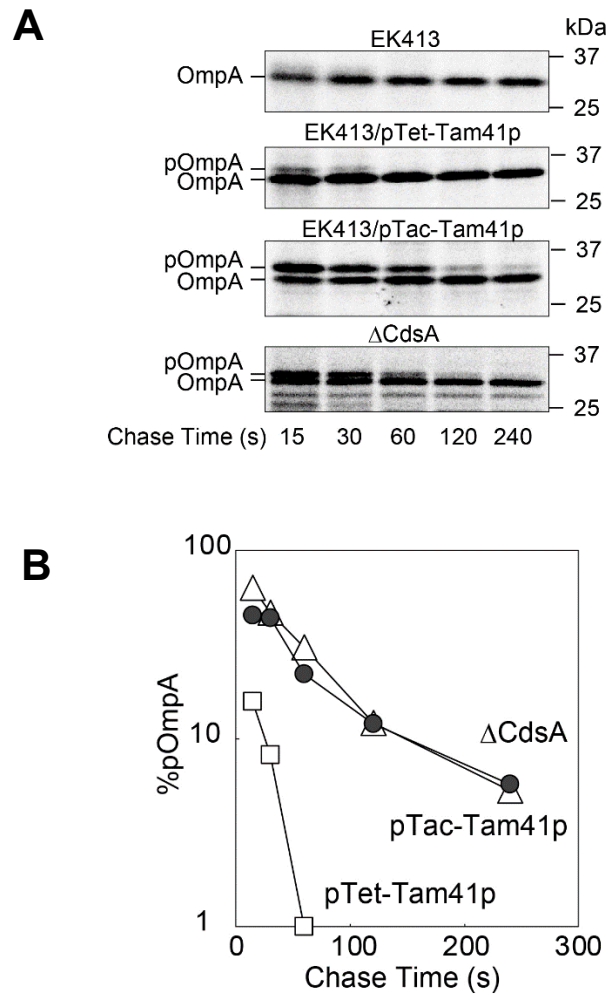 A
kDa
EK413
OmpA
37
25
EK413/pTet-Tam41p
pOmpA
OmpA
37
25
EK413/pTac-Tam41p
pOmpA
OmpA
37
25
ΔCdsA
pOmpA
OmpA
37
25
Chase Time (s) 15 30 60 120 240
B
100
10
1
%pOmpA
ΔCdsA
pTac-Tam41p
pTet-Tam41p
0 100 200 300
Chase Time (s)